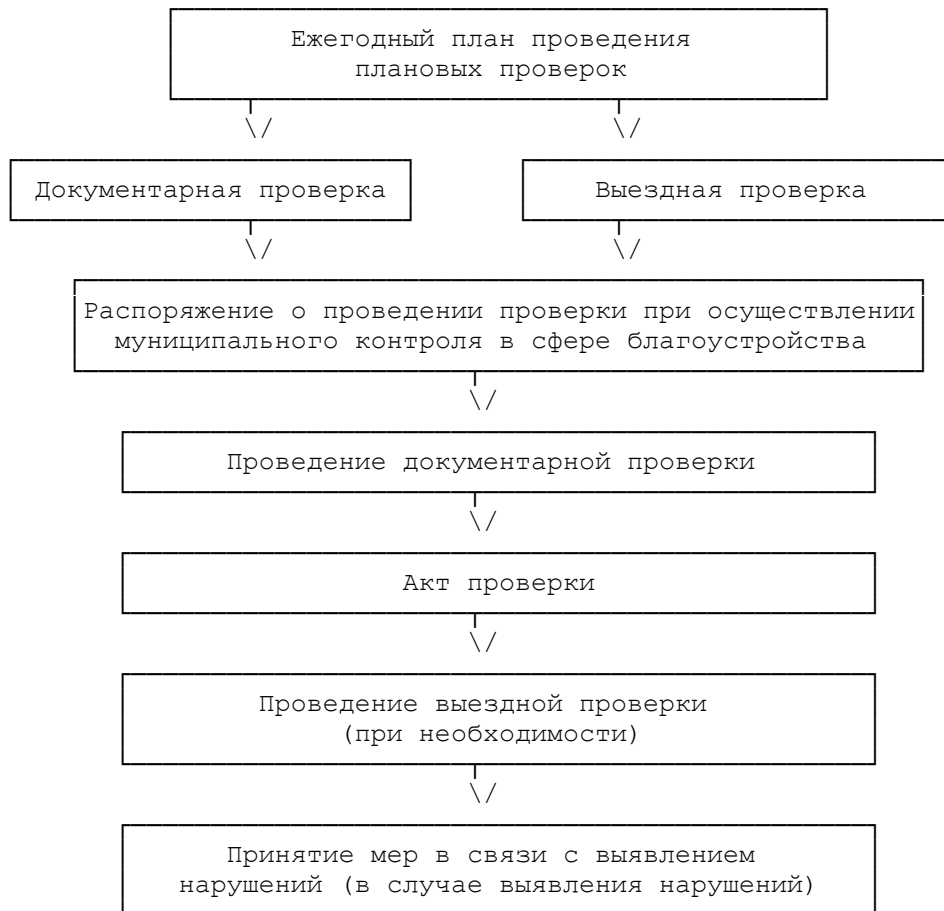 Ежегодный план проведения
плановых проверок
\/ \/
Документарная проверка Выездная проверка
\/ \/
Распоряжение о проведении проверки при осуществлении
муниципального контроля в сфере благоустройства
\/
Проведение документарной проверки
\/
Акт проверки
\/
Проведение выездной проверки
(при необходимости)
\/
Принятие мер в связи с выявлением
нарушений (в случае выявления нарушений)